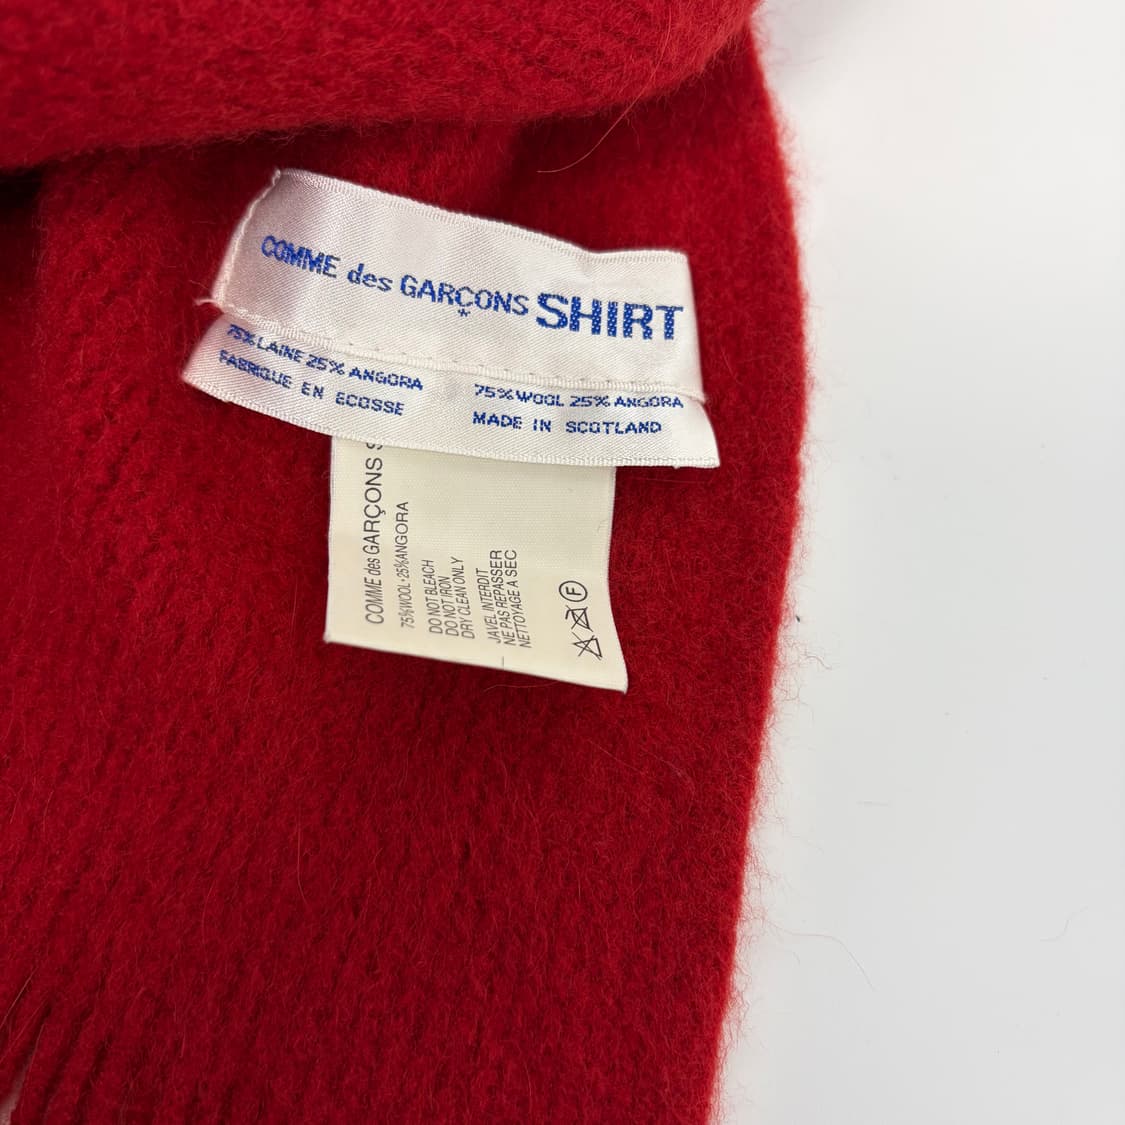 COMME des GARÇONS SHIRT
*
75% LAINE 25% ANGORA
FABRIQUE EN ECOSSE
75% WOOL 25% ANGORA
MADE IN SCOTLAND
COMME des GARÇONS S
75%WOOL·25%ANGORA
DO NOT BLEACH
DO NOT IRON
DRY CLEAN ONLY
JAVEL INTERDIT
NE PAS REPASSER
NETTOYAGE A SEC
F